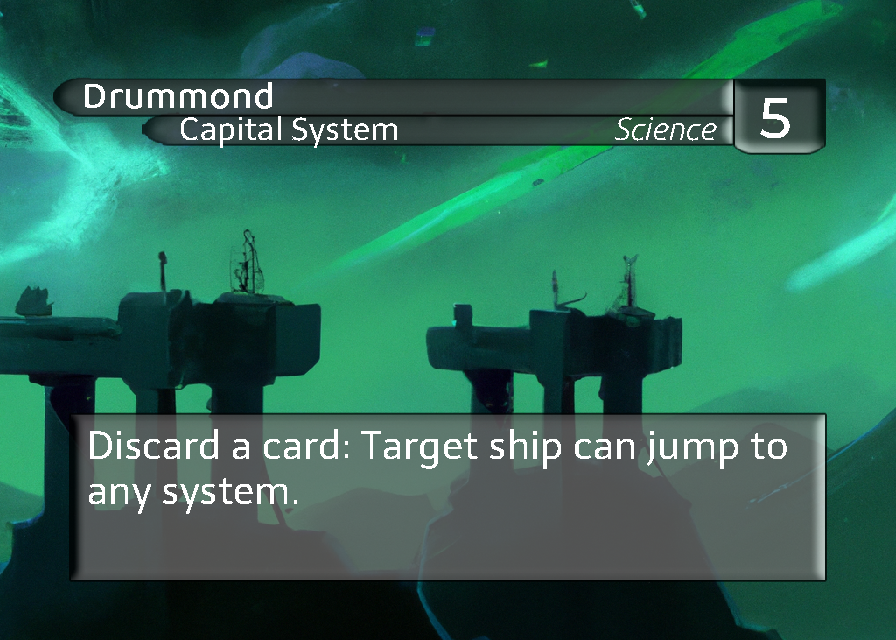 Drummond
Capital System Science 5
Discard a card: Target ship can jump to
any system.